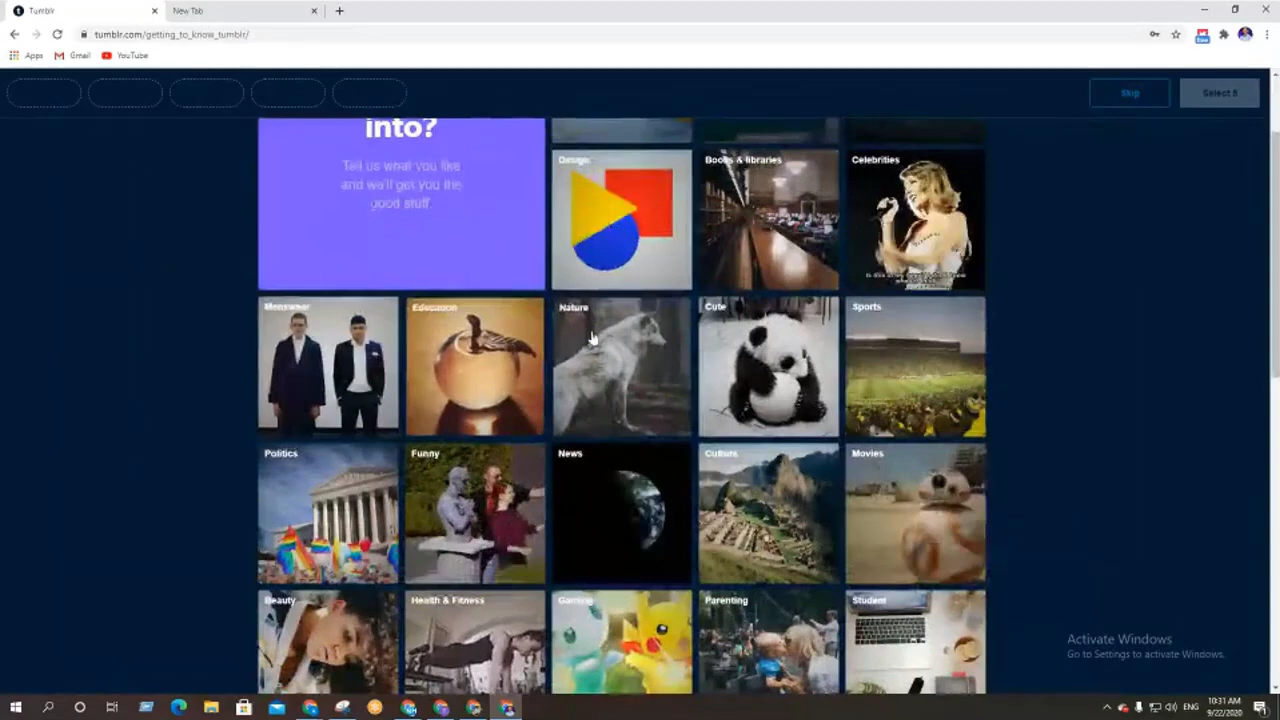 Tumblr
New Tab
tumblr.com/getting_to_know_tumblr/
Apps
Gmail
YouTube
Skip
Select 5
into?
Tell us what you like
and we'll get you the
good stuff.
Design
Books & libraries
Celebrities
Menswear
Education
Nature
Cute
Sports
Politics
Funny
News
Culture
Movies
Beauty
Health & Fitness
Gaming
Parenting
Student
Activate Windows
Go to Settings to activate Windows.
ENG
10:31 AM
9/22/2020